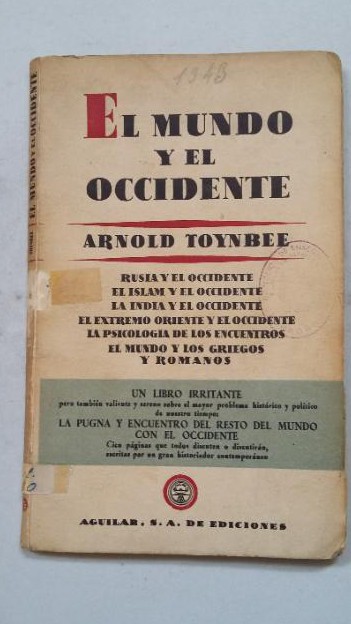 1943
EL MUNDO
Y EL
OCCIDENTE
ARNOLD TOYNBEE
RUSIA Y EL OCCIDENTE
EL ISLAM Y EL OCCIDENTE
LA INDIA Y EL OCCIDENTE
EL EXTREMO ORIENTE Y EL OCCIDENTE
LA PSICOLOGIA DE LOS ENCUENTROS
EL MUNDO Y LOS GRIEGOS
Y ROMANOS
UN LIBRO IRRITANTE
pero también valiente y sereno sobre el mayor problema histórico y político
de nuestro tiempo:
LA PUGNA Y ENCUENTRO DEL RESTO DEL MUNDO
CON EL OCCIDENTE
Cien páginas que todos discuten o discutirán,
escritas por un gran historiador contemporáneo
AGUILAR, S. A. DE EDICIONES
EL MUNDO Y EL OCCIDENTE